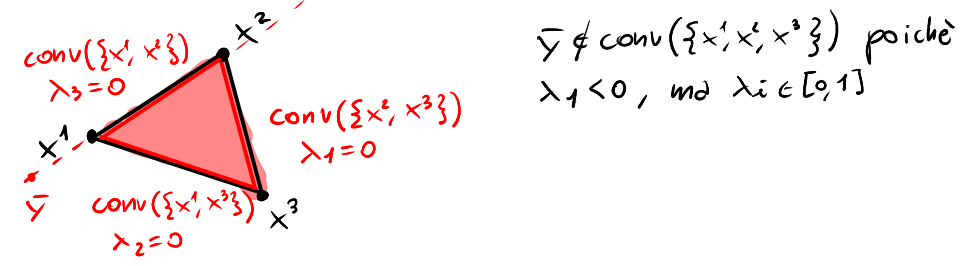 x²
conv({x¹, x²})
λ₃=0
x¹
ȳ
conv({x², x³})
λ₁=0
conv({x¹, x³})
λ₂=0
x³
ȳ ∉ conv({x¹, x², x³}) poichè
λ₁<0, ma λi ∈ [0,1]